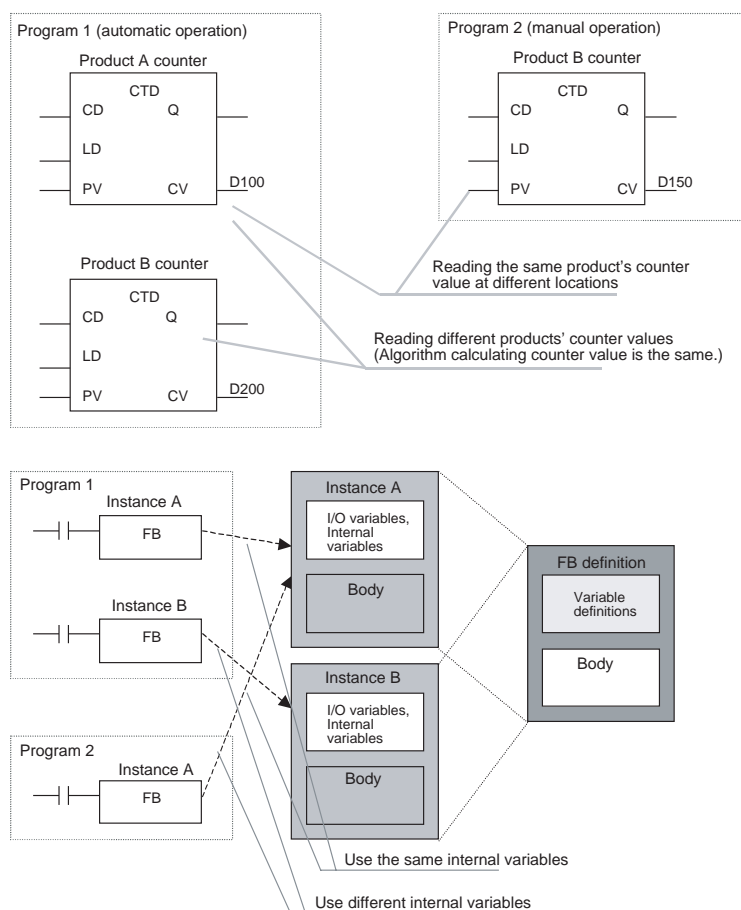 Program 1 (automatic operation)
Product A counter
CTD
CD
Q
LD
PV
CV
D100
Product B counter
CTD
CD
Q
LD
PV
CV
D200
Program 2 (manual operation)
Product B counter
CTD
CD
Q
LD
PV
CV
D150
Reading the same product's counter
value at different locations
Reading different products' counter values
(Algorithm calculating counter value is the same.)
Program 1
Instance A
FB
Instance B
FB
Program 2
Instance A
FB
Instance A
I/O variables,
Internal
variables
Body
Instance B
I/O variables,
Internal
variables
Body
FB definition
Variable
definitions
Body
Use the same internal variables
Use different internal variables